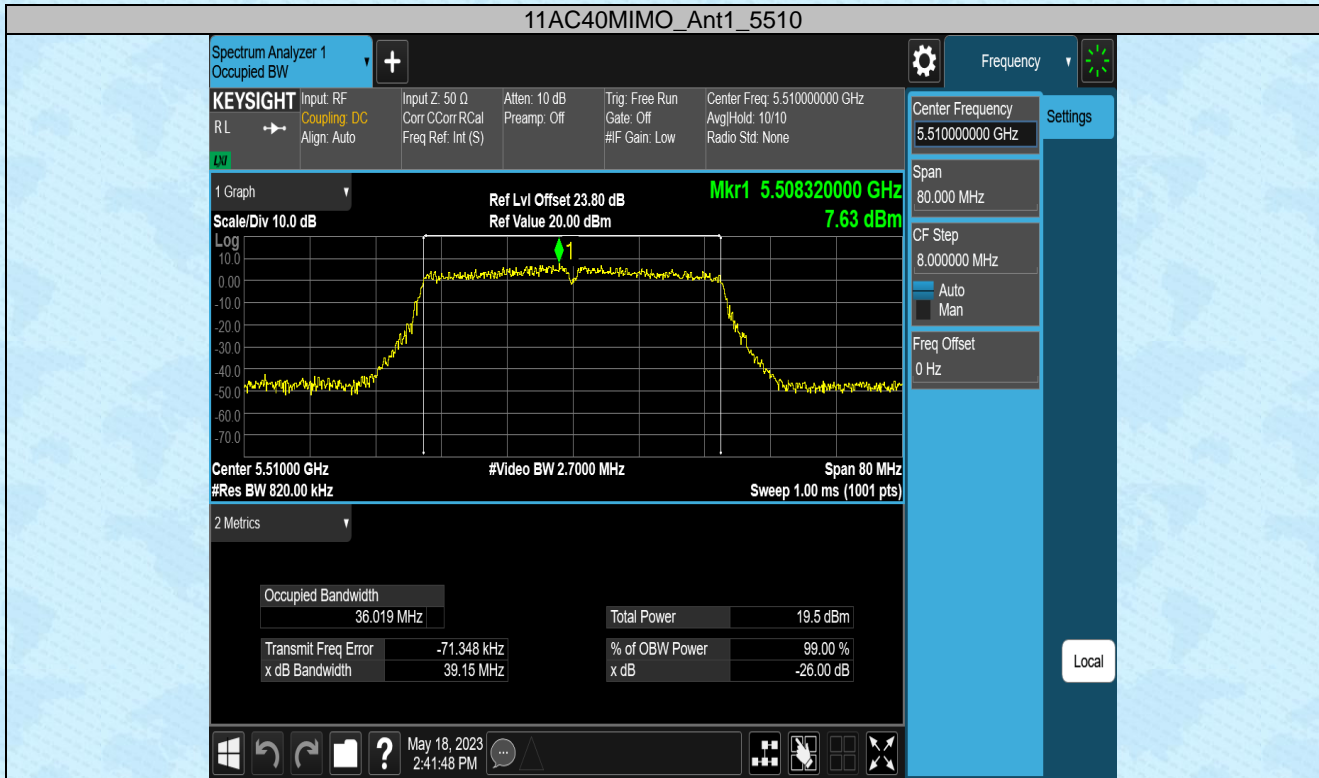 11AC40MIMO_Ant1_5510
Spectrum Analyzer 1
Occupied BW
+
Frequency
KEYSIGHT
R L
LXI
Input: RF
Coupling: DC
Align: Auto
Input Z: 50 Ω
Corr CCorr RCal
Freq Ref: Int (S)
Atten: 10 dB
Preamp: Off
Trig: Free Run
Gate: Off
#IF Gain: Low
Center Freq: 5.510000000 GHz
Avg|Hold: 10/10
Radio Std: None
Center Frequency
5.510000000 GHz
Settings
Span
80.000 MHz
CF Step
8.000000 MHz
Auto
Man
Freq Offset
0 Hz
Local
1 Graph
Scale/Div 10.0 dB
Ref Lvl Offset 23.80 dB
Ref Value 20.00 dBm
Mkr1 5.508320000 GHz
7.63 dBm
Log
1
10.0
0.00
-10.0
-20.0
-30.0
-40.0
-50.0
-60.0
-70.0
Center 5.51000 GHz
#Video BW 2.7000 MHz
Span 80 MHz
#Res BW 820.00 kHz
Sweep 1.00 ms (1001 pts)
2 Metrics
Occupied Bandwidth
36.019 MHz
Total Power 19.5 dBm
Transmit Freq Error -71.348 kHz
% of OBW Power 99.00 %
x dB Bandwidth 39.15 MHz
x dB -26.00 dB
?
May 18, 2023
2:41:48 PM